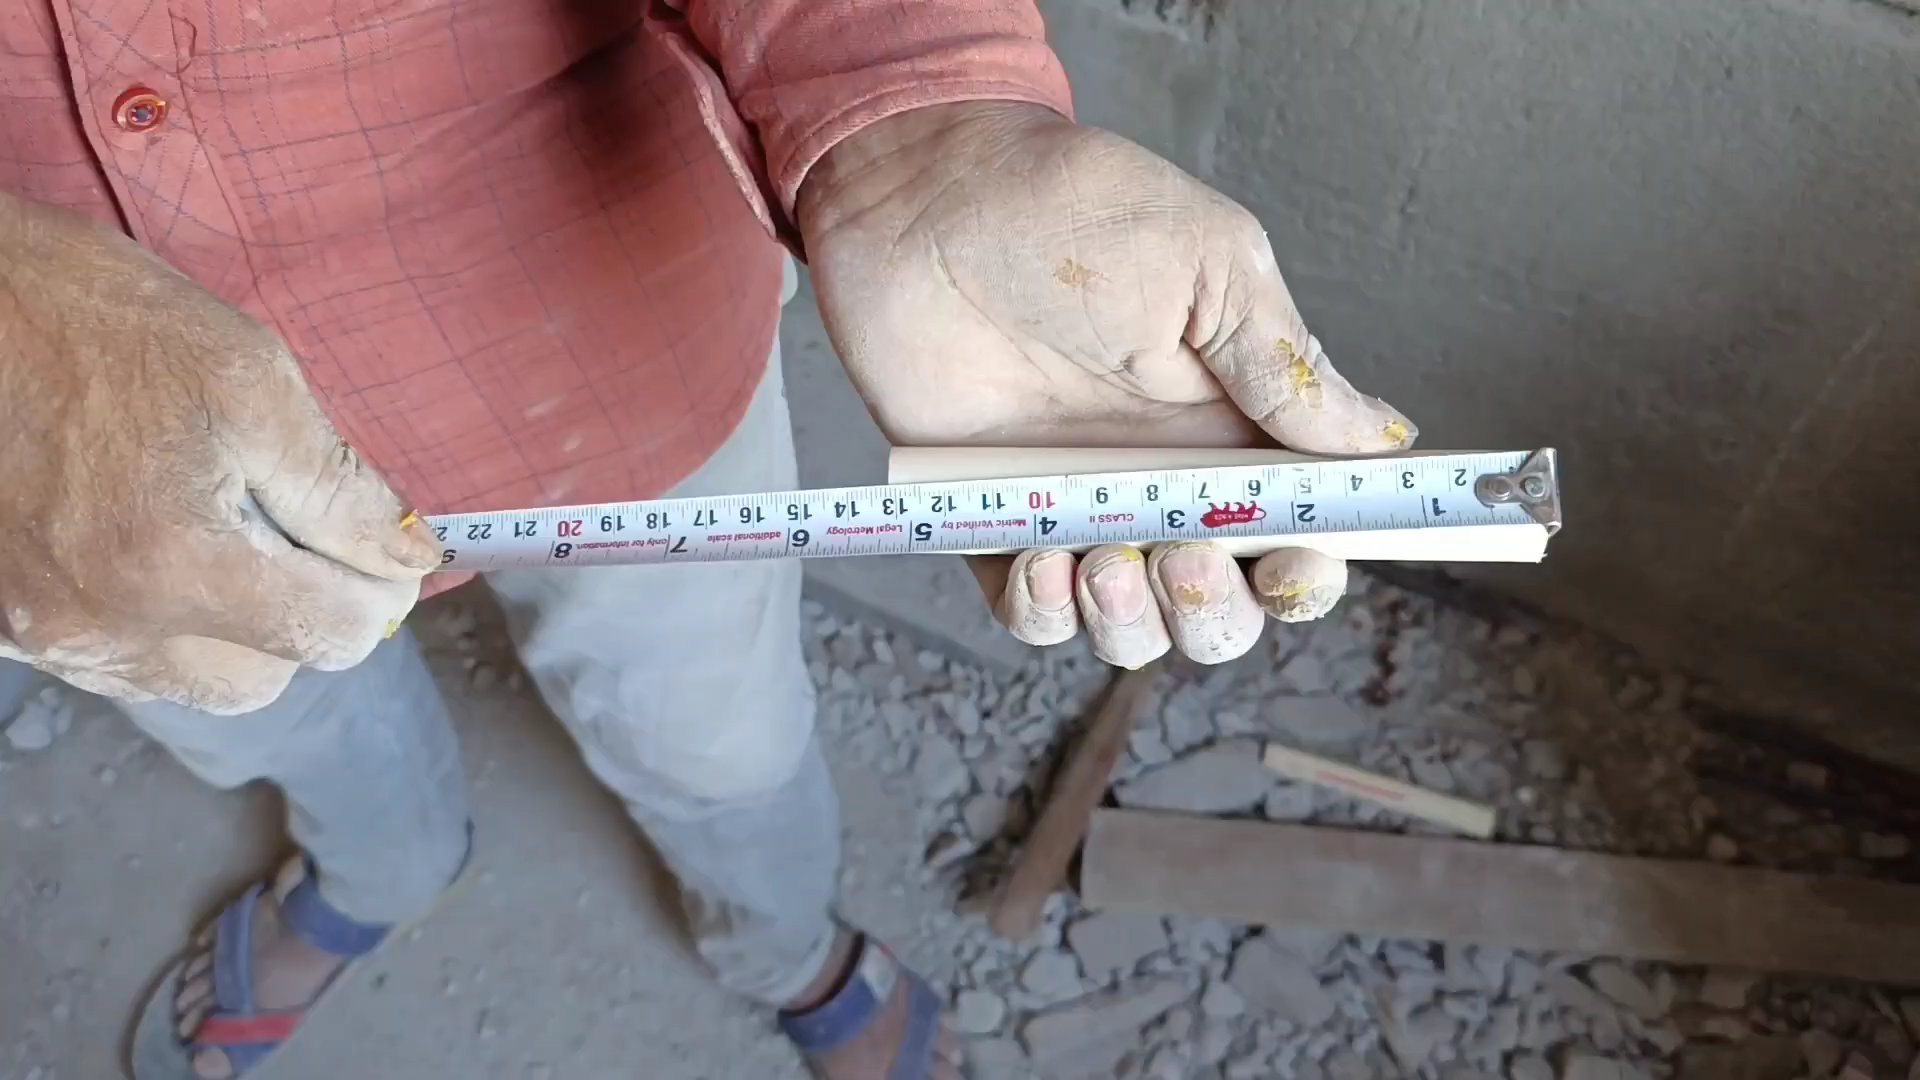 2 3 4 5 6 7 8 9 10 11 12 13 14 15 16 17 18 19 20 21 22
1 2 3 CLASS II 4 Metric Verified by 5 Legal Metrology 6 additional scale 7 only for information. 8 9